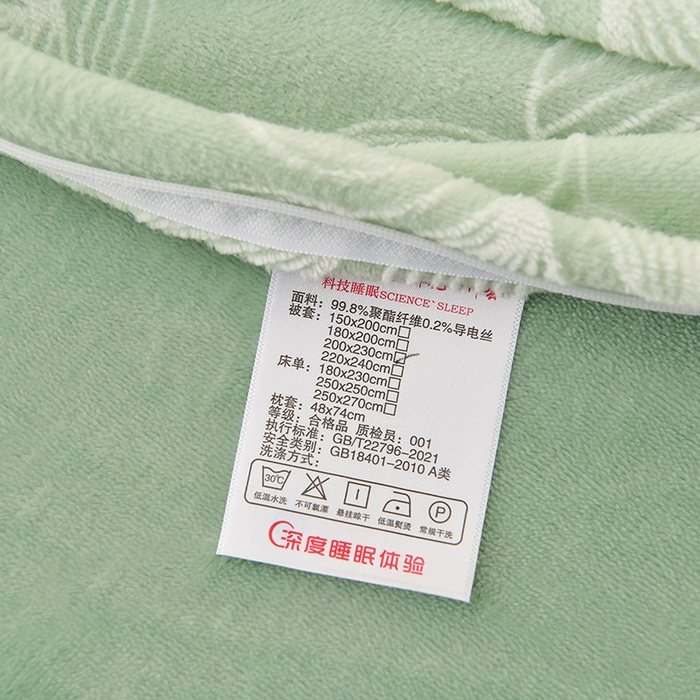 科技睡眠SCIENCE`SLEEP
面料：99.8%聚酯纤维0.2%导电丝
被套：150x200cm
180x200cm
200x230cm
220x240cm
床单：180x230cm
250x250cm
250x270cm
枕套：48x74cm
等级：合格品 质检员：001
执行标准：GB/T22796-2021
安全类别：GB18401-2010 A类
洗涤方式：
30℃ P
低温水洗 不可氯漂 悬挂晾干 低温熨烫 常规干洗
深度睡眠体验